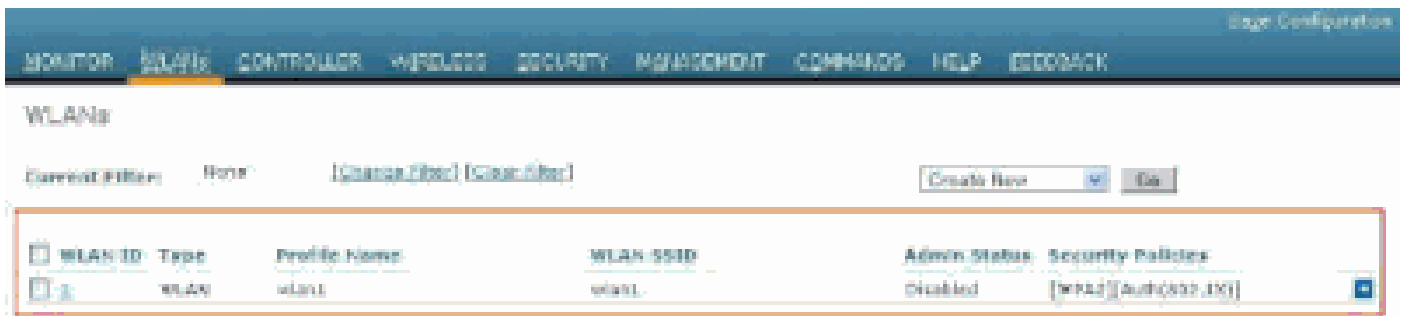 Save Configuration
MONITOR WLANs CONTROLLER WIRELESS SECURITY MANAGEMENT COMMANDS HELP FEEDBACK
WLANs
Current Filter: None [Change Filter] [Clear Filter] Create New Go
WLAN ID Type Profile Name WLAN SSID Admin Status Security Policies
1 WLAN wlan1 wlan1 Disabled [WPA2][Auth(802.1X)]